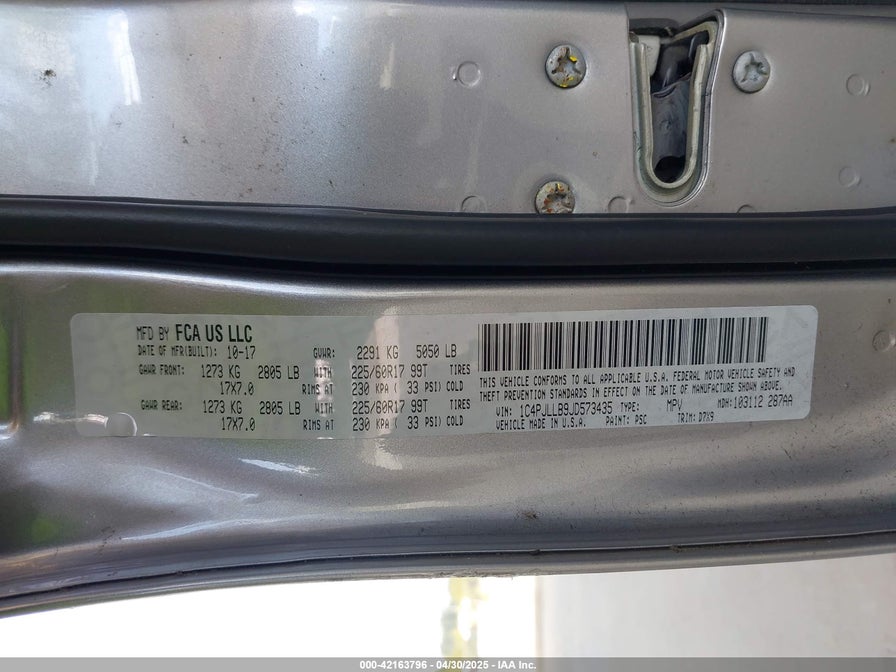 MFD BY FCA US LLC
DATE OF MFR(BUILT): 10-17 GVWR: 2291 KG 5050 LB
GAWR FRONT: 1273 KG 2805 LB WITH 225/60R17 99T TIRES
17X7.0 RIMS AT 230 KPA ( 33 PSI) COLD
GAWR REAR: 1273 KG 2805 LB WITH 225/60R17 99T TIRES
17X7.0 RIMS AT 230 KPA ( 33 PSI) COLD
THIS VEHICLE CONFORMS TO ALL APPLICABLE U.S.A. FEDERAL MOTOR VEHICLE SAFETY AND
THEFT PREVENTION STANDARDS IN EFFECT ON THE DATE OF MANUFACTURE SHOWN ABOVE.
VIN: 1C4PJLLB9JD573435 TYPE: MPV MDH: 103112 287AA
VEHICLE MADE IN U.S.A. PAINT: PSC TRIM: D7X9
000-42163796 - 04/30/2025 - IAA Inc.